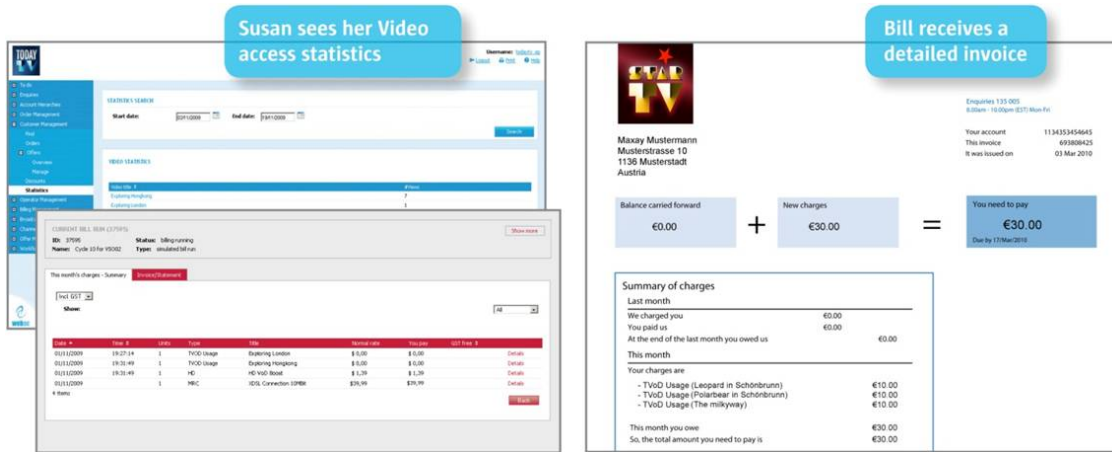 Susan sees her Video
access statistics
TODAY
TV
Username:
Logout Print Help
To Do
Enquiries
Account Hierarchies
Order Management
Customer Management
Find
Orders
Offers
Overview
Manage
Discounts
Statistics
Operator Management
STATISTICS SEARCH
Start date: 03/11/2009 End date: 10/11/2009
Search
VIDEO STATISTICS
Video title
Exploring Hongkong 7
Exploring London 1
CURRENT BILL RUN (37595)
Show more
ID: 37595 Status: billing running
Name: Cycle 10 for VISO82 Type: simulated bill run
This month's charges - Summary Invoice/Statement
Incl GST
Show: All
Date Time Units Type Title Normal rate You pay GST free
01/11/2009 19:27:14 1 TVOD Usage Exploring London $ 0,00 $ 0,00 Details
01/11/2009 19:31:49 1 TVOD Usage Exploring Hongkong $ 0,00 $ 0,00 Details
01/11/2009 19:31:49 1 HD HD VoD Boost $ 1,39 $ 1,39 Details
01/11/2009 1 MRC XDSL Connection 10MBit $39,99 $39,99 Details
4 items
Back
Bill receives a
detailed invoice
STAR
TV
Enquiries 135 005
8.00am - 10.00pm (EST) Mon-Fri
Maxay Mustermann
Musterstrasse 10
1136 Musterstadt
Austria
Your account 1134353454645
This invoice 693808425
It was issued on 03 Mar 2010
Balance carried forward
€0.00
+
New charges
€30.00
=
You need to pay
€30.00
Due by 17/Mar/2010
Summary of charges
Last month
We charged you €0.00
You paid us €0.00
At the end of the last month you owed us €0.00
This month
Your charges are
- TVoD Usage (Leopard in Schönbrunn) €10.00
- TVoD Usage (Polarbear in Schönbrunn) €10.00
- TVoD Usage (The milkyway) €10.00
This month you owe €30.00
So, the total amount you need to pay is €30.00